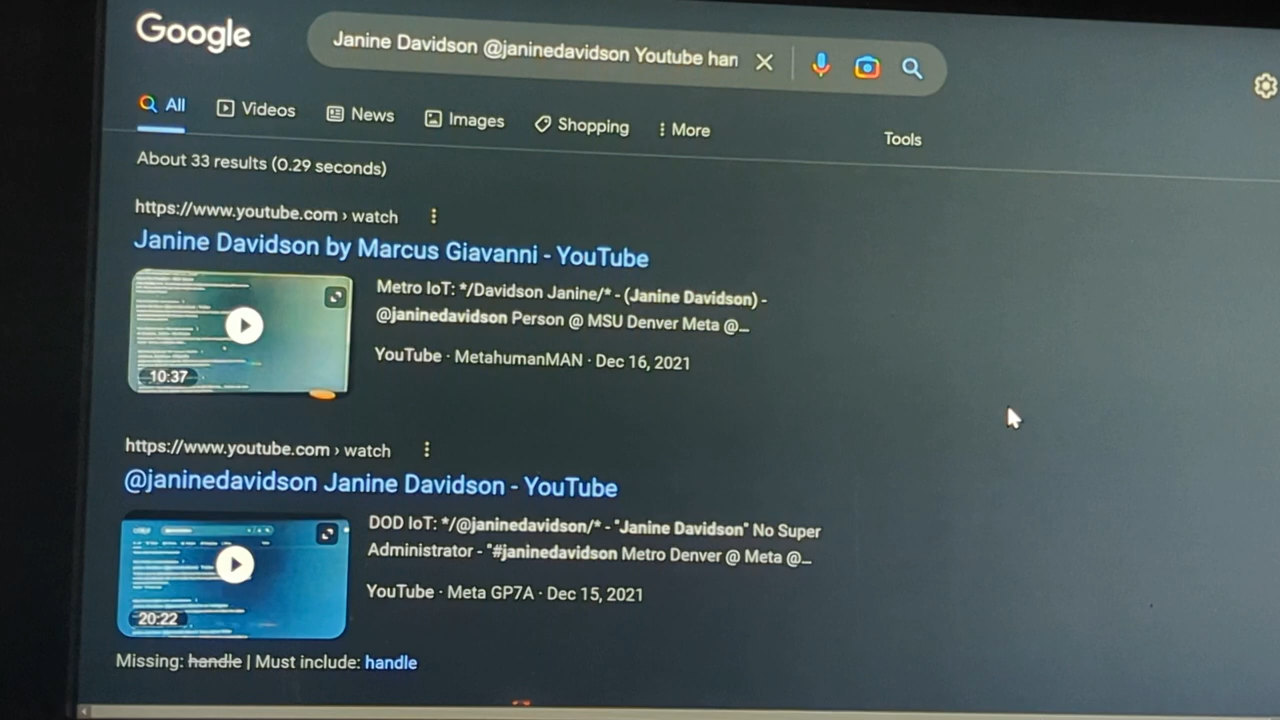 Google
Janine Davidson @janinedavidson Youtube han
All Videos News Images Shopping More Tools
About 33 results (0.29 seconds)
https://www.youtube.com › watch
Janine Davidson by Marcus Giavanni - YouTube
Metro IoT: */Davidson Janine/* - (Janine Davidson) -
@janinedavidson Person @ MSU Denver Meta @...
10:37
YouTube · MetahumanMAN · Dec 16, 2021
https://www.youtube.com › watch
@janinedavidson Janine Davidson - YouTube
DOD IoT: */@janinedavidson/* - "Janine Davidson" No Super
Administrator - "#janinedavidson Metro Denver @ Meta @...
20:22
YouTube · Meta GP7A · Dec 15, 2021
Missing: handle | Must include: handle